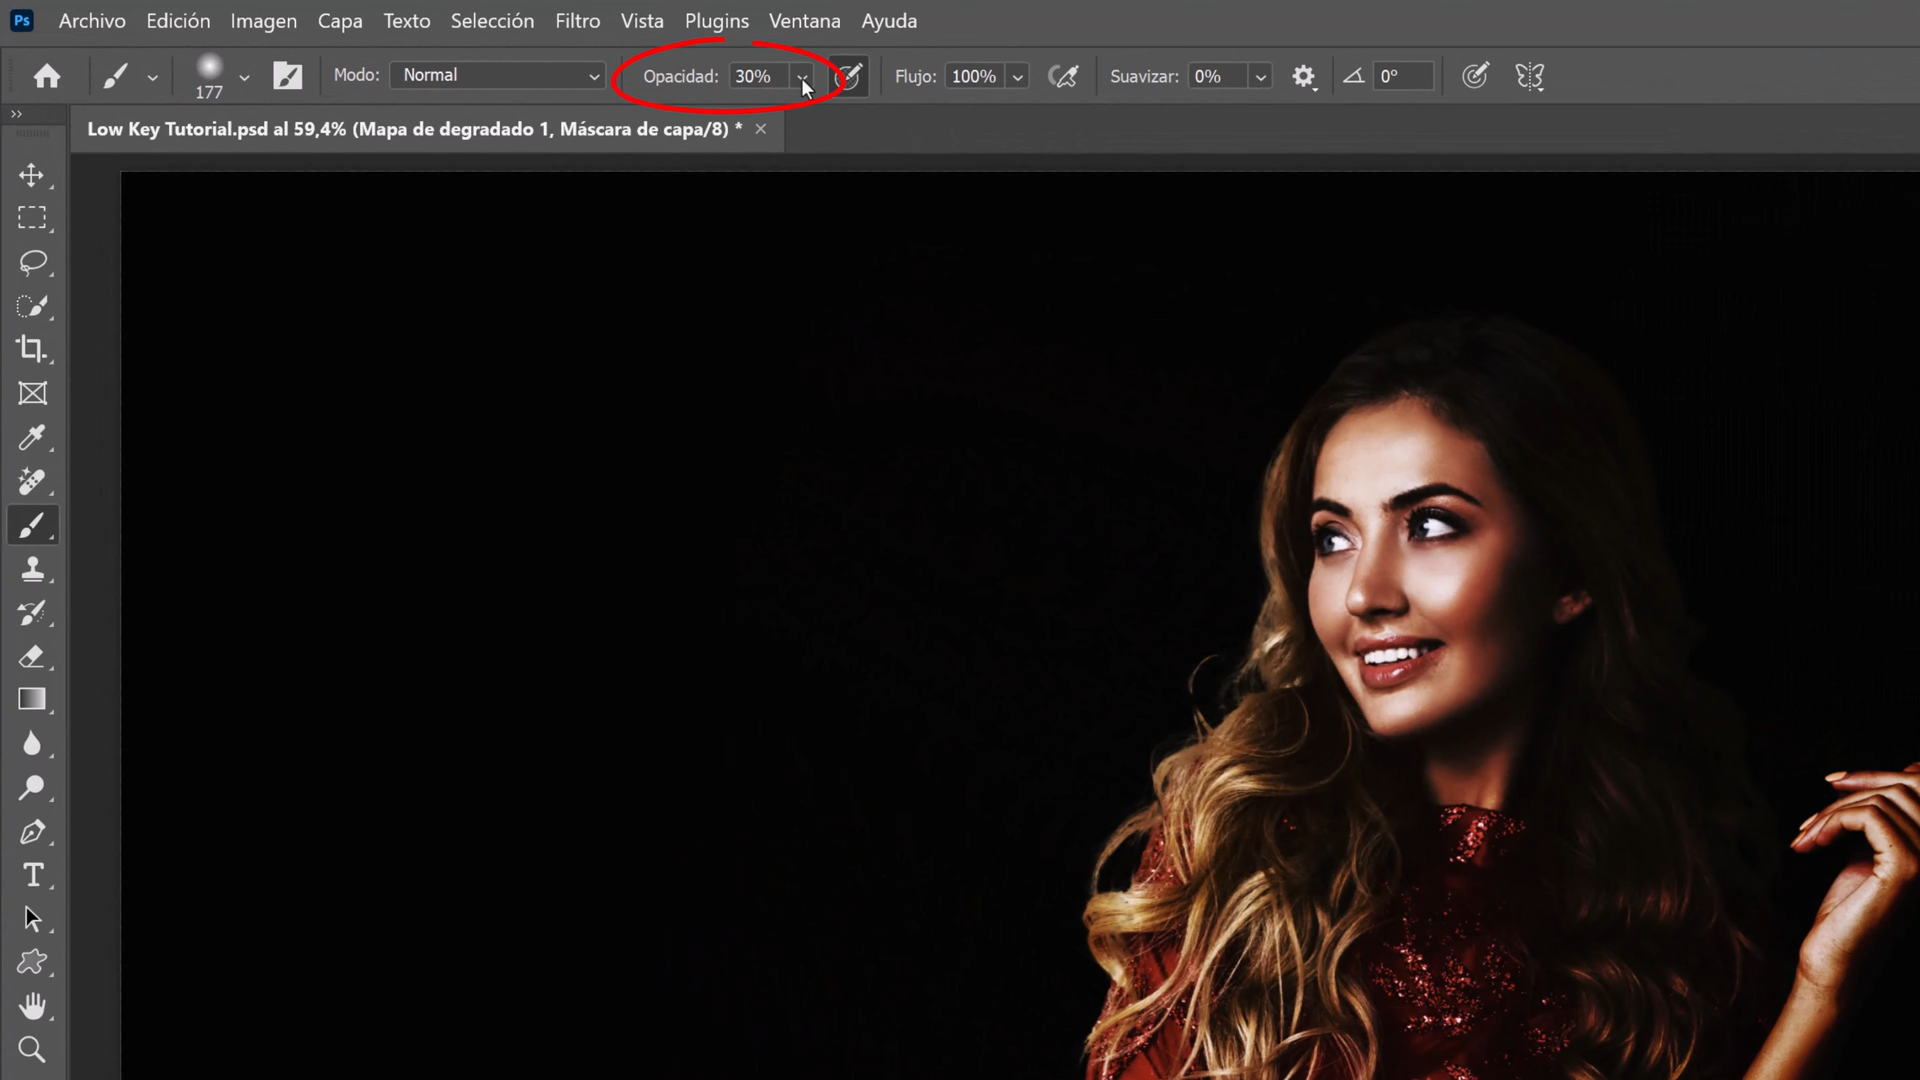 Ps Archivo Edición Imagen Capa Texto Selección Filtro Vista Plugins Ventana Ayuda
177 Modo: Normal Opacidad: 30% Flujo: 100% Suavizar: 0% 0°
Low Key Tutorial.psd al 59,4% (Mapa de degradado 1, Máscara de capa/8) * ×